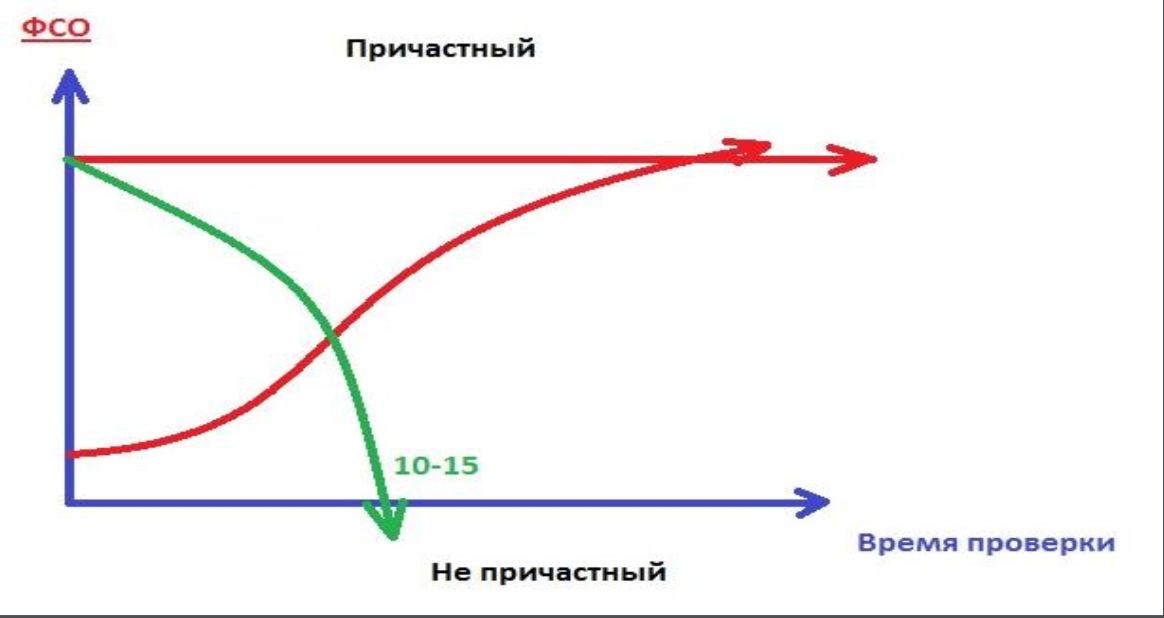 ФСО
Причастный
10-15
Время проверки
Не причастный